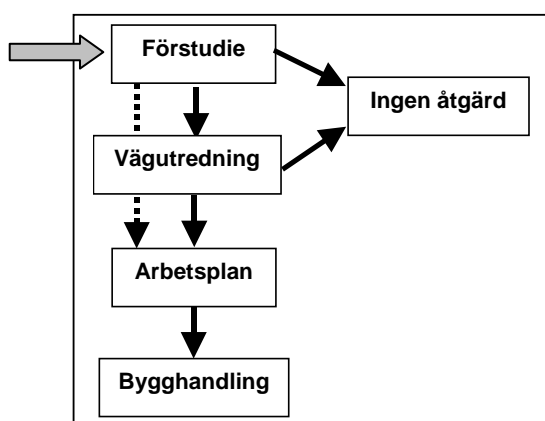 Förstudie
Ingen åtgärd
Vägutredning
Arbetsplan
Bygghandling